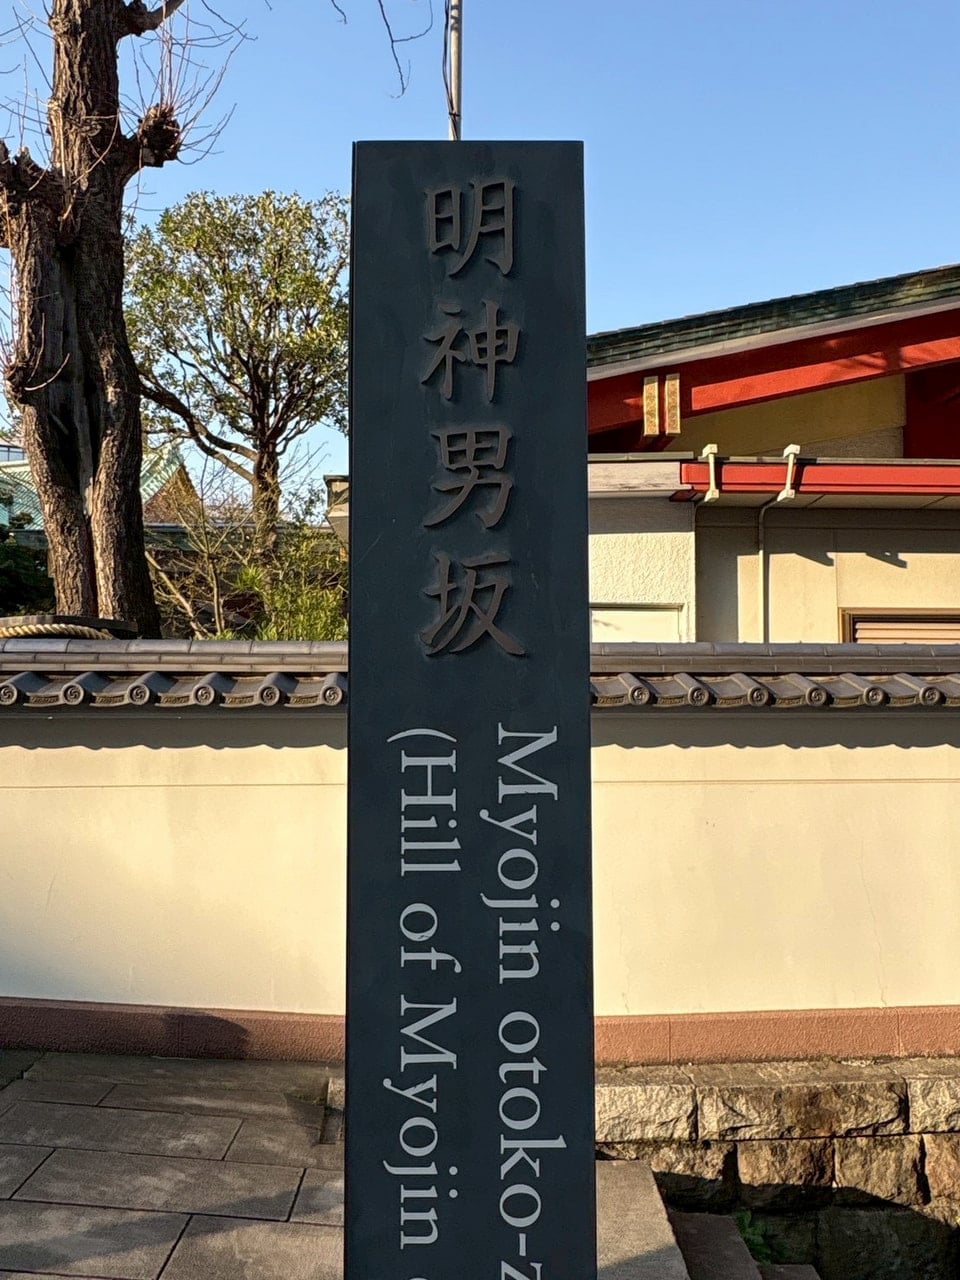 明神男坂
Myojin otoko-z
(Hill of Myojin